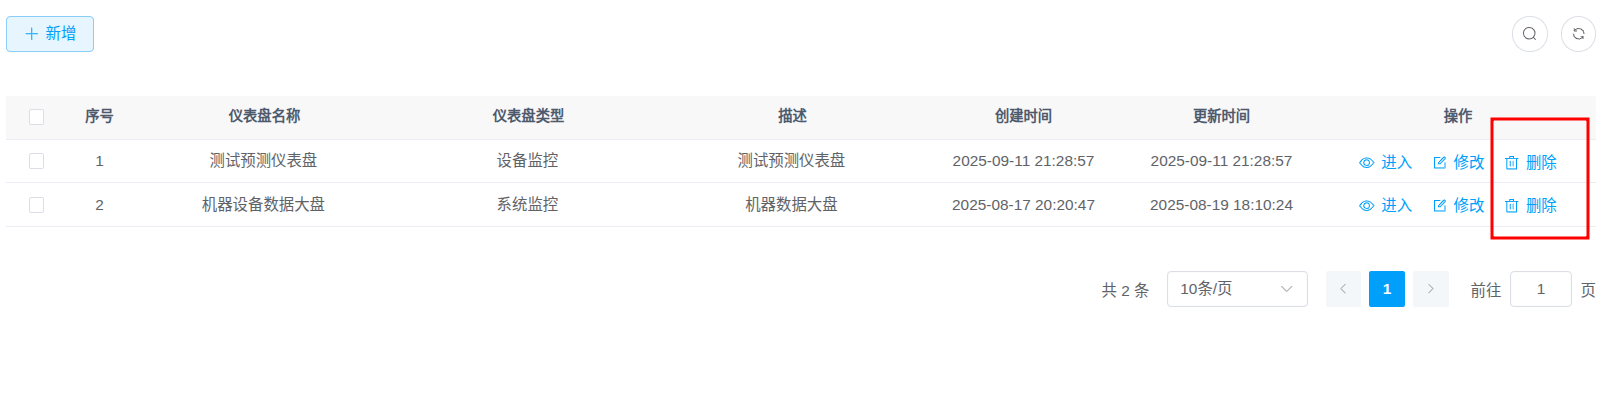 新增
序号 仪表盘名称 仪表盘类型 描述 创建时间 更新时间 操作
1 测试预测仪表盘 设备监控 测试预测仪表盘 2025-09-11 21:28:57 2025-09-11 21:28:57 进入 修改 删除
2 机器设备数据大盘 系统监控 机器数据大盘 2025-08-17 20:20:47 2025-08-19 18:10:24 进入 修改 删除
共 2 条 10条/页 1 前往 1 页